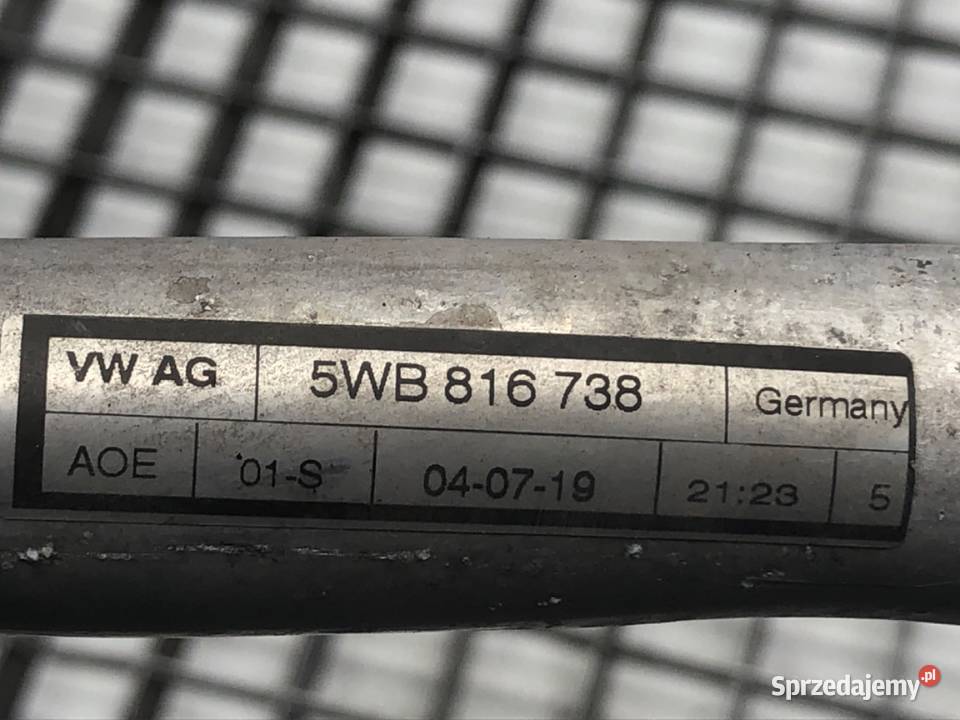 VW AG 5WB 816 738 Germany
AOE 01-S 04-07-19 21:23 5
Sprzedajemy.pl